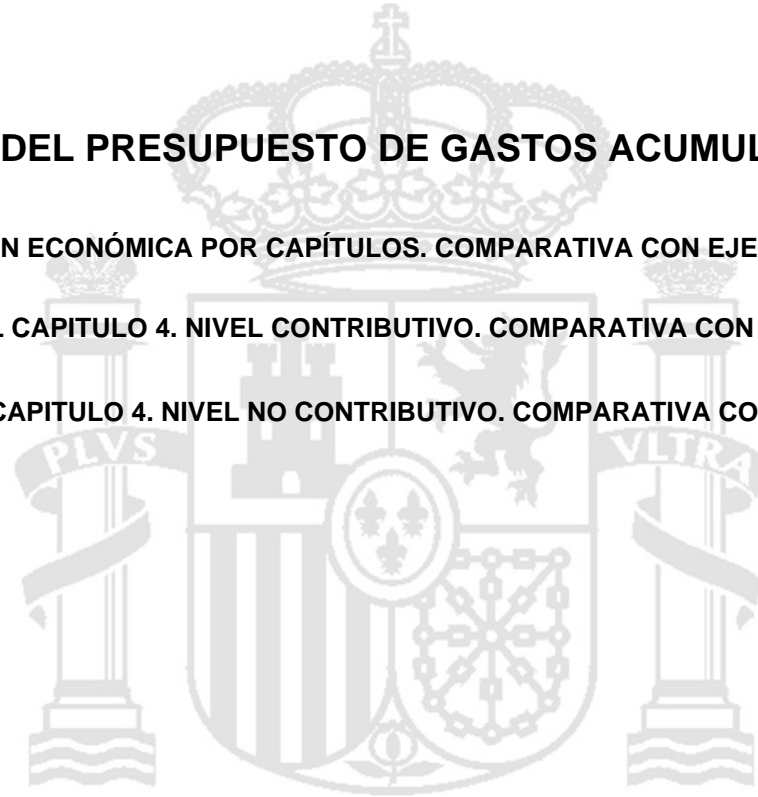 DEL PRESUPUESTO DE GASTOS ACUMUL
N ECONÓMICA POR CAPÍTULOS. COMPARATIVA CON EJE
CAPITULO 4. NIVEL CONTRIBUTIVO. COMPARATIVA CON
CAPITULO 4. NIVEL NO CONTRIBUTIVO. COMPARATIVA CO
PLVS
VLTRA